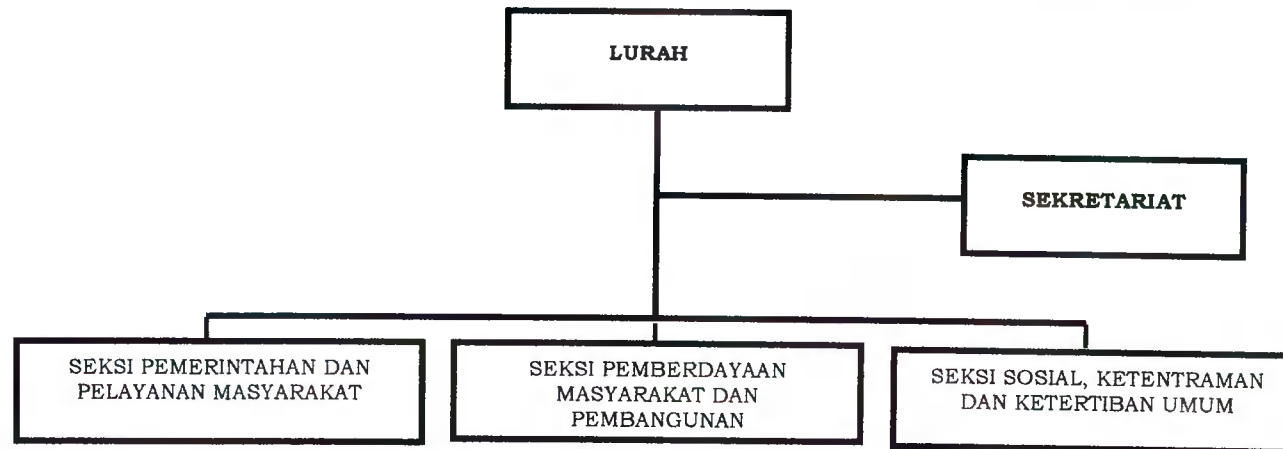 LURAH
SEKRETARIAT
SEKSI PEMERINTAHAN DAN
PELAYANAN MASYARAKAT
SEKSI PEMBERDAYAAN
MASYARAKAT DAN
PEMBANGUNAN
SEKSI SOSIAL, KETENTRAMAN
DAN KETERTIBAN UMUM